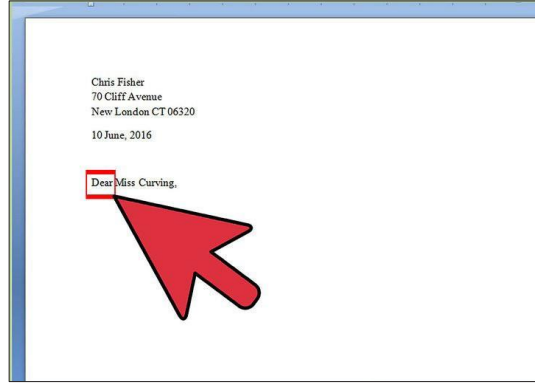 Chris Fisher
70 Cliff Avenue
New London CT 06320
10 June, 2016
Dear Miss Curving,